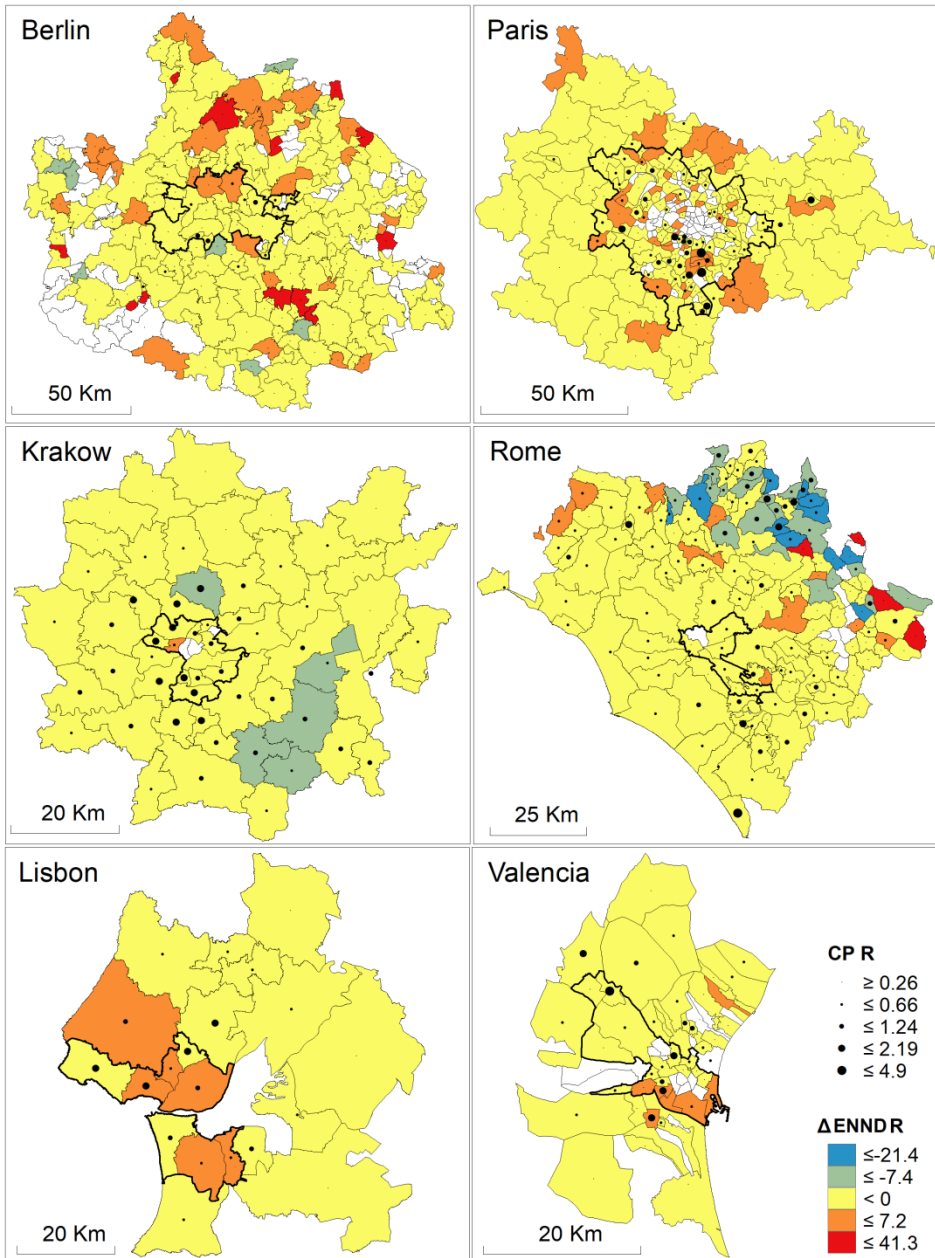 Berlin
50 Km
Paris
50 Km
Krakow
20 Km
Rome
25 Km
Lisbon
20 Km
Valencia
20 Km
CP R
≥ 0.26
≤ 0.66
≤ 1.24
≤ 2.19
≤ 4.9
Δ ENND R
≤-21.4
≤ -7.4
< 0
≤ 7.2
≤ 41.3